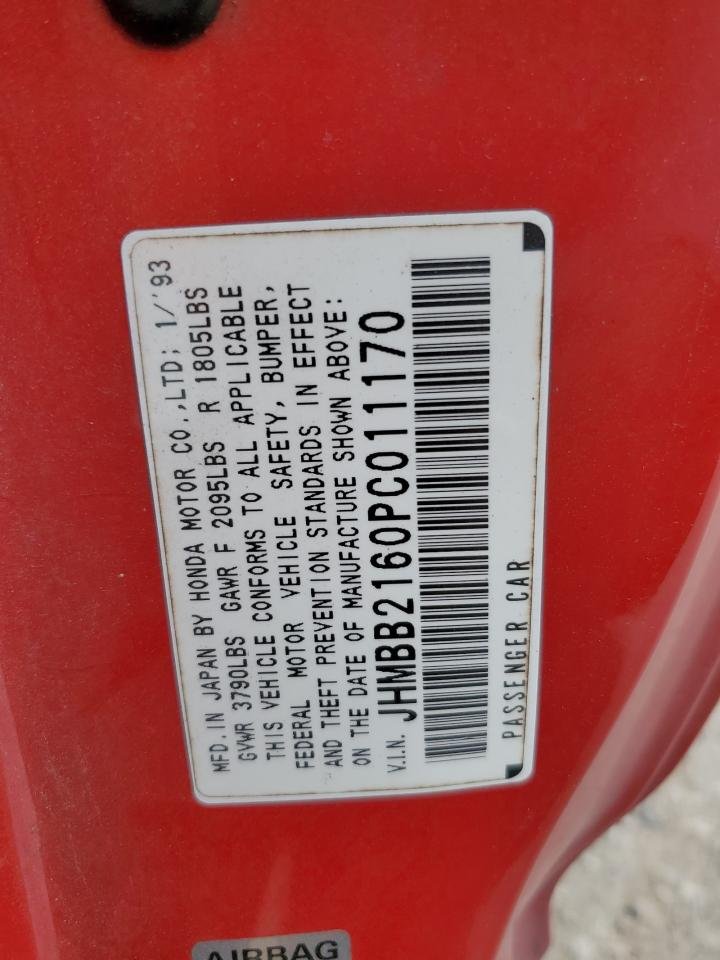 MFD. IN JAPAN BY HONDA MOTOR CO.,LTD; 1/'93
GVWR 3790LBS GAWR F 2095LBS R 1805LBS
THIS VEHICLE CONFORMS TO ALL APPLICABLE
FEDERAL MOTOR VEHICLE SAFETY, BUMPER,
AND THEFT PREVENTION STANDARDS IN EFFECT
ON THE DATE OF MANUFACTURE SHOWN ABOVE:
V.I.N. JHMBB2160PC011170
PASSENGER CAR
AIRBAG